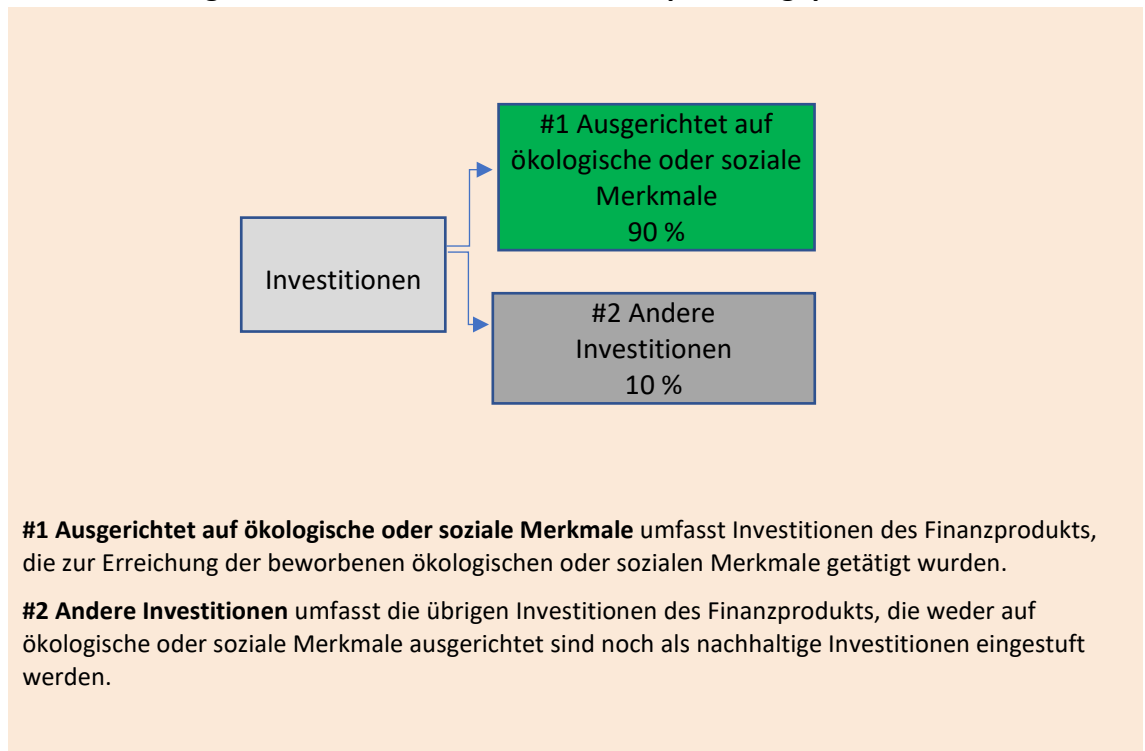 #1 Ausgerichtet auf
ökologische oder soziale
Merkmale
90 %
Investitionen
#2 Andere
Investitionen
10 %
#1 Ausgerichtet auf ökologische oder soziale Merkmale umfasst Investitionen des Finanzprodukts,
die zur Erreichung der beworbenen ökologischen oder sozialen Merkmale getätigt wurden.
#2 Andere Investitionen umfasst die übrigen Investitionen des Finanzprodukts, die weder auf
ökologische oder soziale Merkmale ausgerichtet sind noch als nachhaltige Investitionen eingestuft
werden.